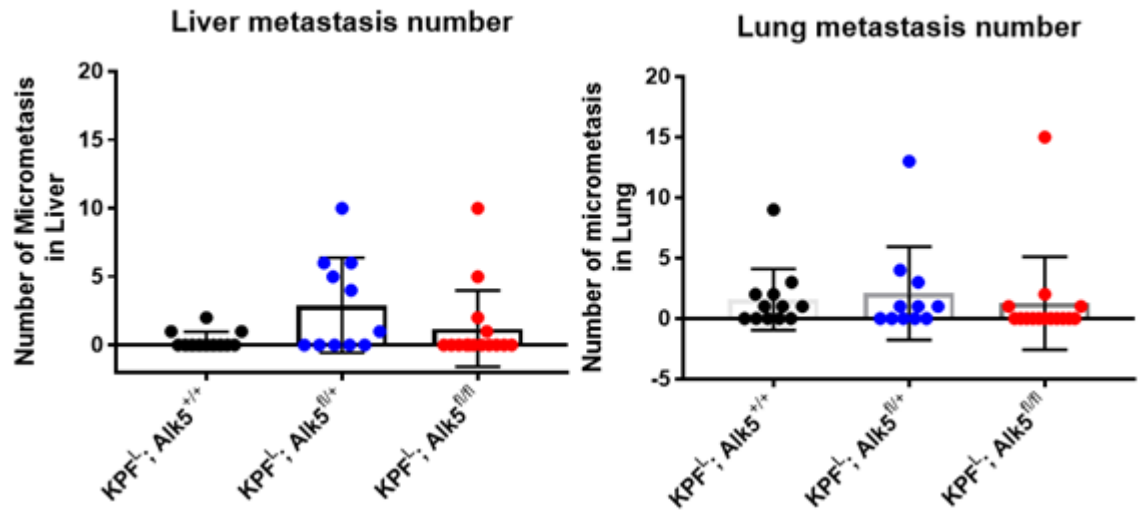 Liver metastasis number
Number of Micrometasis
in Liver
20
15
10
5
0
KPF^L; Alk5^+/+
KPF^L; Alk5^fl/+
KPF^L; Alk5^fl/fl
Lung metastasis number
Number of micrometasis
in Lung
20
15
10
5
0
-5
KPF^L; Alk5^+/+
KPF^L; Alk5^fl/+
KPF^L; Alk5^fl/fl